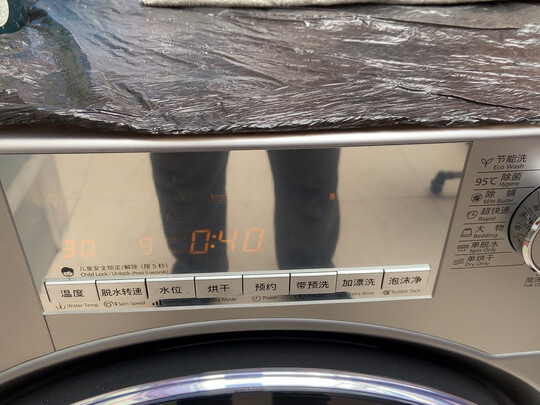 30 9 0:40
儿童安全锁定/解除 (按 5 秒)
Child Lock / Unlock (Press 5 seconds)
温度 脱水转速 水位 烘干 预约 带预洗 加漂洗 泡沫净
Water Temp. Spin Speed Mode Preset Extra Rinse Bubble Tech
节能洗
Eco Wash
95℃ 除菌
Hygiene
除 螨
Mite Buster
超快速
Rapid
大 物
Bedding
单脱水
Spin Only
单烘干
Dry Only